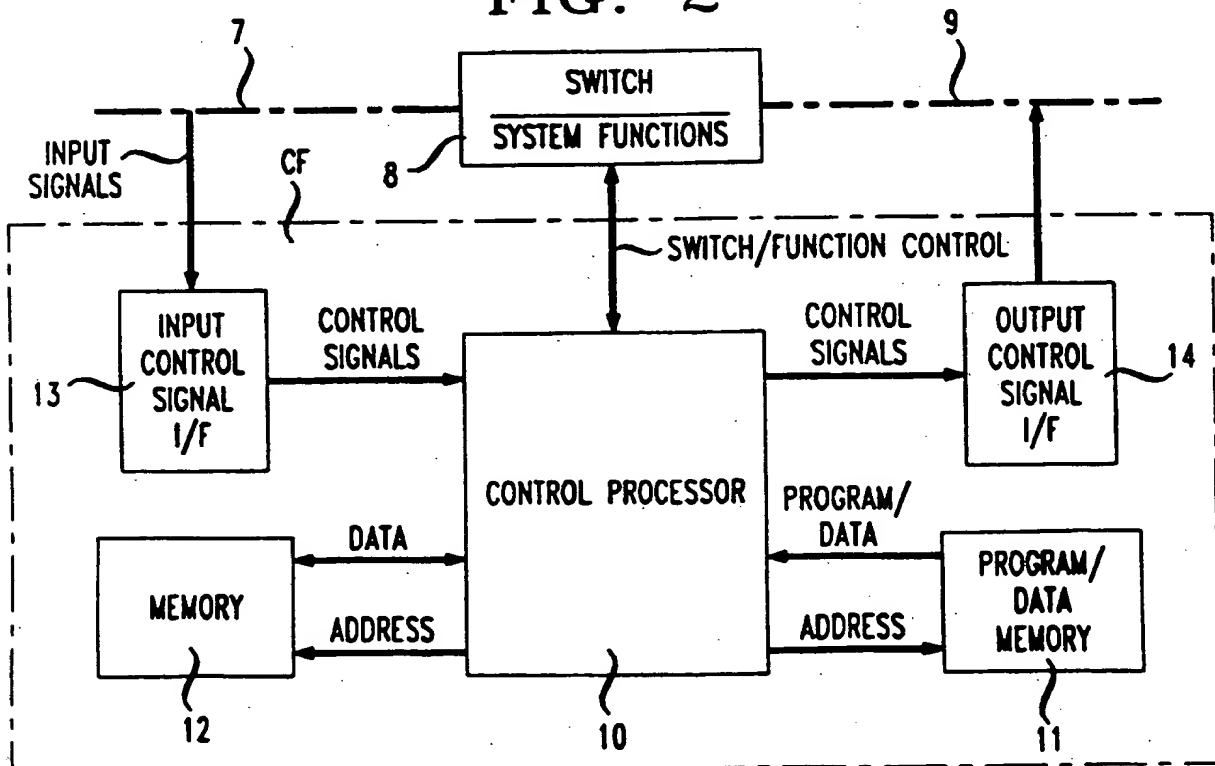 FIG. 2
7
9
SWITCH
SYSTEM FUNCTIONS
8
INPUT
SIGNALS
CF
SWITCH/FUNCTION CONTROL
INPUT
CONTROL
SIGNAL
I/F
13
CONTROL
SIGNALS
CONTROL
SIGNALS
OUTPUT
CONTROL
SIGNAL
I/F
14
CONTROL PROCESSOR
10
MEMORY
12
DATA
ADDRESS
PROGRAM/
DATA
ADDRESS
PROGRAM/
DATA
MEMORY
11